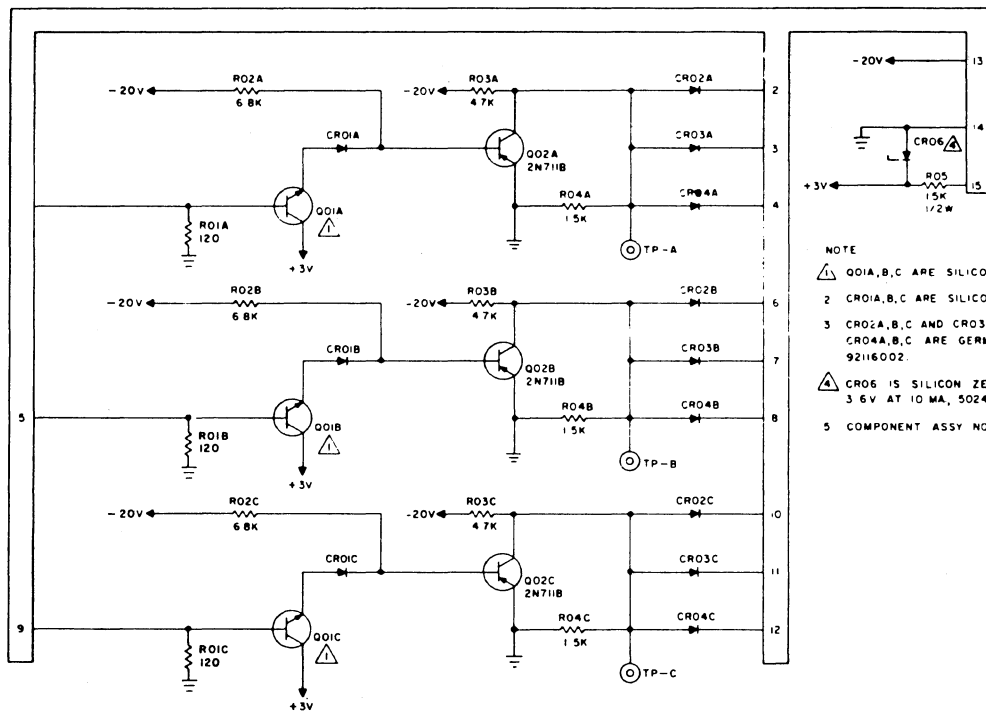 R02A
-20V
6.8K
R03A
-20V
4.7K
CR02A
2
CR01A
CR03A
3
Q02A
2N711B
R04A
1.5K
CR04A
4
R01A
120
Q01A
1
+3V
TP-A
R02B
-20V
6.8K
R03B
-20V
4.7K
CR02B
6
CR01B
CR03B
7
Q02B
2N711B
5
R04B
1.5K
CR04B
8
R01B
120
Q01B
1
+3V
TP-B
R02C
-20V
6.8K
R03C
-20V
4.7K
CR02C
10
CR01C
CR03C
11
Q02C
2N711B
9
R04C
1.5K
CR04C
12
R01C
120
Q01C
1
+3V
TP-C
-20V
13
14
CR06
4
+3V
R05
1.5K
1/2W
15
NOTE
1 Q01A,B,C ARE SILICO
2 CR01A,B,C ARE SILICO
3 CR02A,B,C AND CR03
CR04A,B,C ARE GERM
92116002.
4 CR06 IS SILICON ZE
3.6V AT 10 MA, 5024
5 COMPONENT ASSY NO